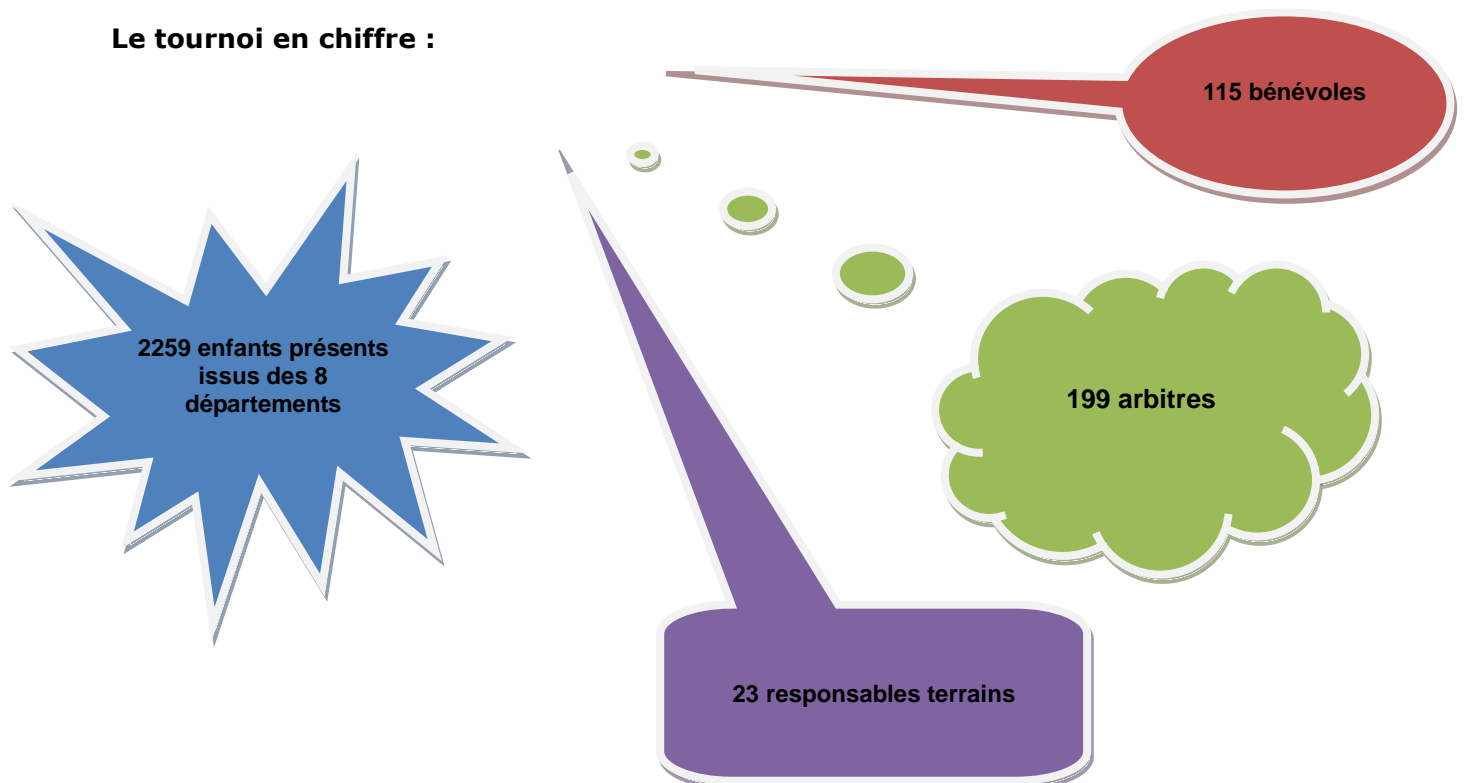 Le tournoi en chiffre :
115 bénévoles
2259 enfants présents
issus des 8
départements
199 arbitres
23 responsables terrains